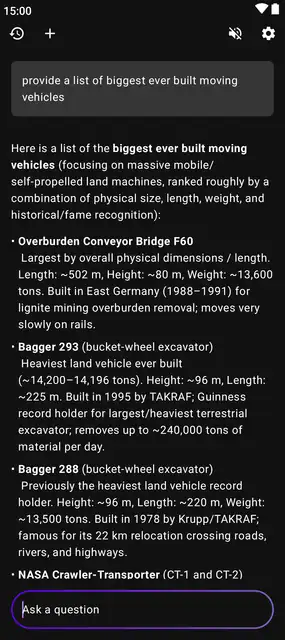 15:00
provide a list of biggest ever built moving
vehicles
Here is a list of the biggest ever built moving
vehicles (focusing on massive mobile/
self-propelled land machines, ranked roughly by a
combination of physical size, length, weight, and
historical/fame recognition):
• Overburden Conveyor Bridge F60
Largest by overall physical dimensions / length.
Length: ~502 m, Height: ~80 m, Weight: ~13,600
tons. Built in East Germany (1988–1991) for
lignite mining overburden removal; moves very
slowly on rails.
• Bagger 293 (bucket-wheel excavator)
Heaviest land vehicle ever built
(~14,200–14,196 tons). Height: ~96 m, Length:
~225 m. Built in 1995 by TAKRAF; Guinness
record holder for largest/heaviest terrestrial
excavator; removes up to ~240,000 tons of
material per day.
• Bagger 288 (bucket-wheel excavator)
Previously the heaviest land vehicle record
holder. Height: ~96 m, Length: ~220 m, Weight:
~13,500 tons. Built in 1978 by Krupp/TAKRAF;
famous for its 22 km relocation crossing roads,
rivers, and highways.
• NASA Crawler-Transporter (CT-1 and CT-2)
Ask a question